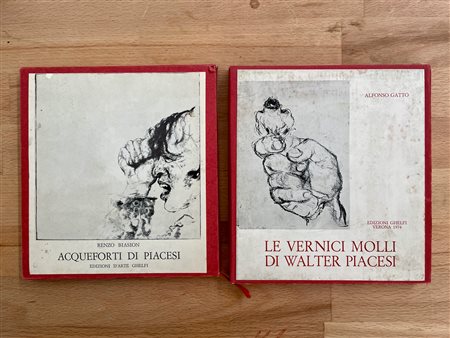 RENZO BIASION
ACQUEFORTI DI PIACESI
EDIZIONI D'ARTE GHELFI
ALFONSO GATTO
EDIZIONI GHELFI
VERONA 1974
LE VERNICI MOLLI
DI WALTER PIACESI